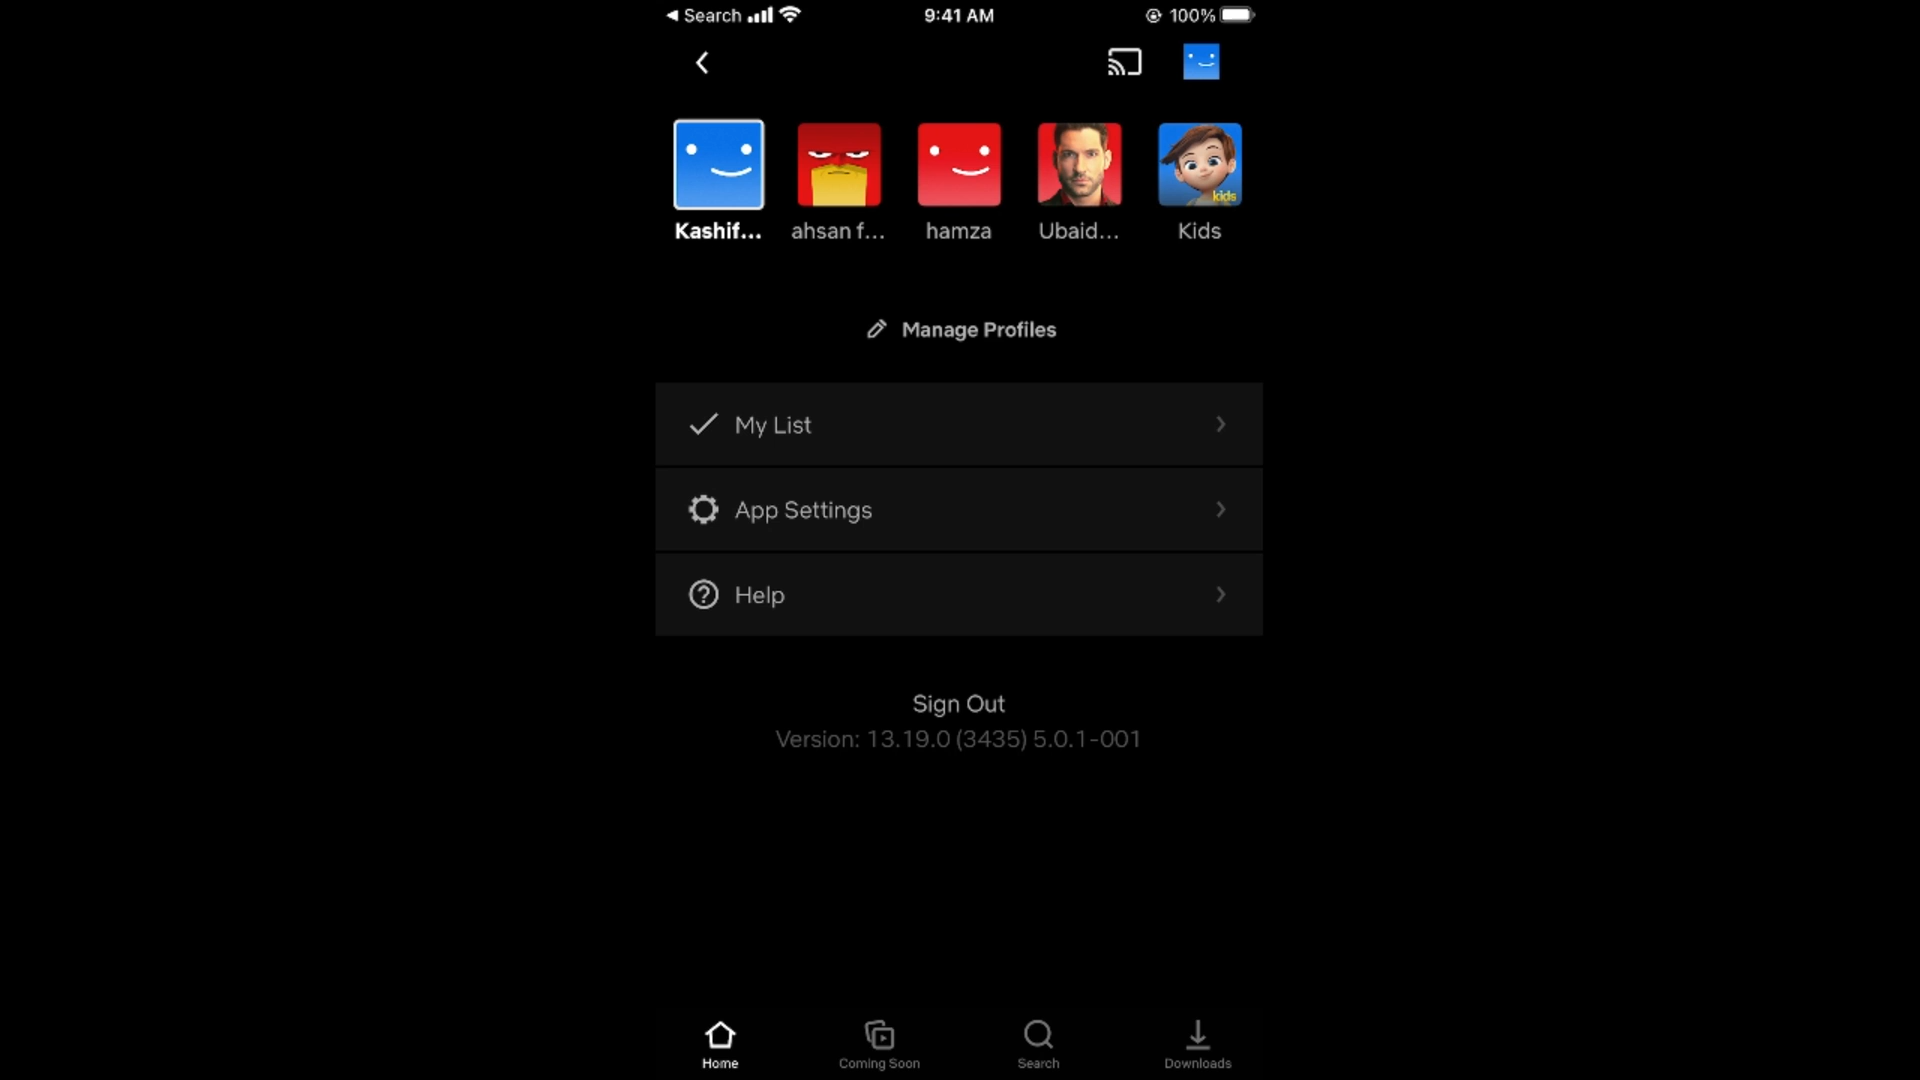 Search
9:41 AM
100%
Kashif...
ahsan f...
hamza
Ubaid...
kids
Kids
Manage Profiles
My List
App Settings
Help
Sign Out
Version: 13.19.0 (3435) 5.0.1-001
Home
Coming Soon
Search
Downloads